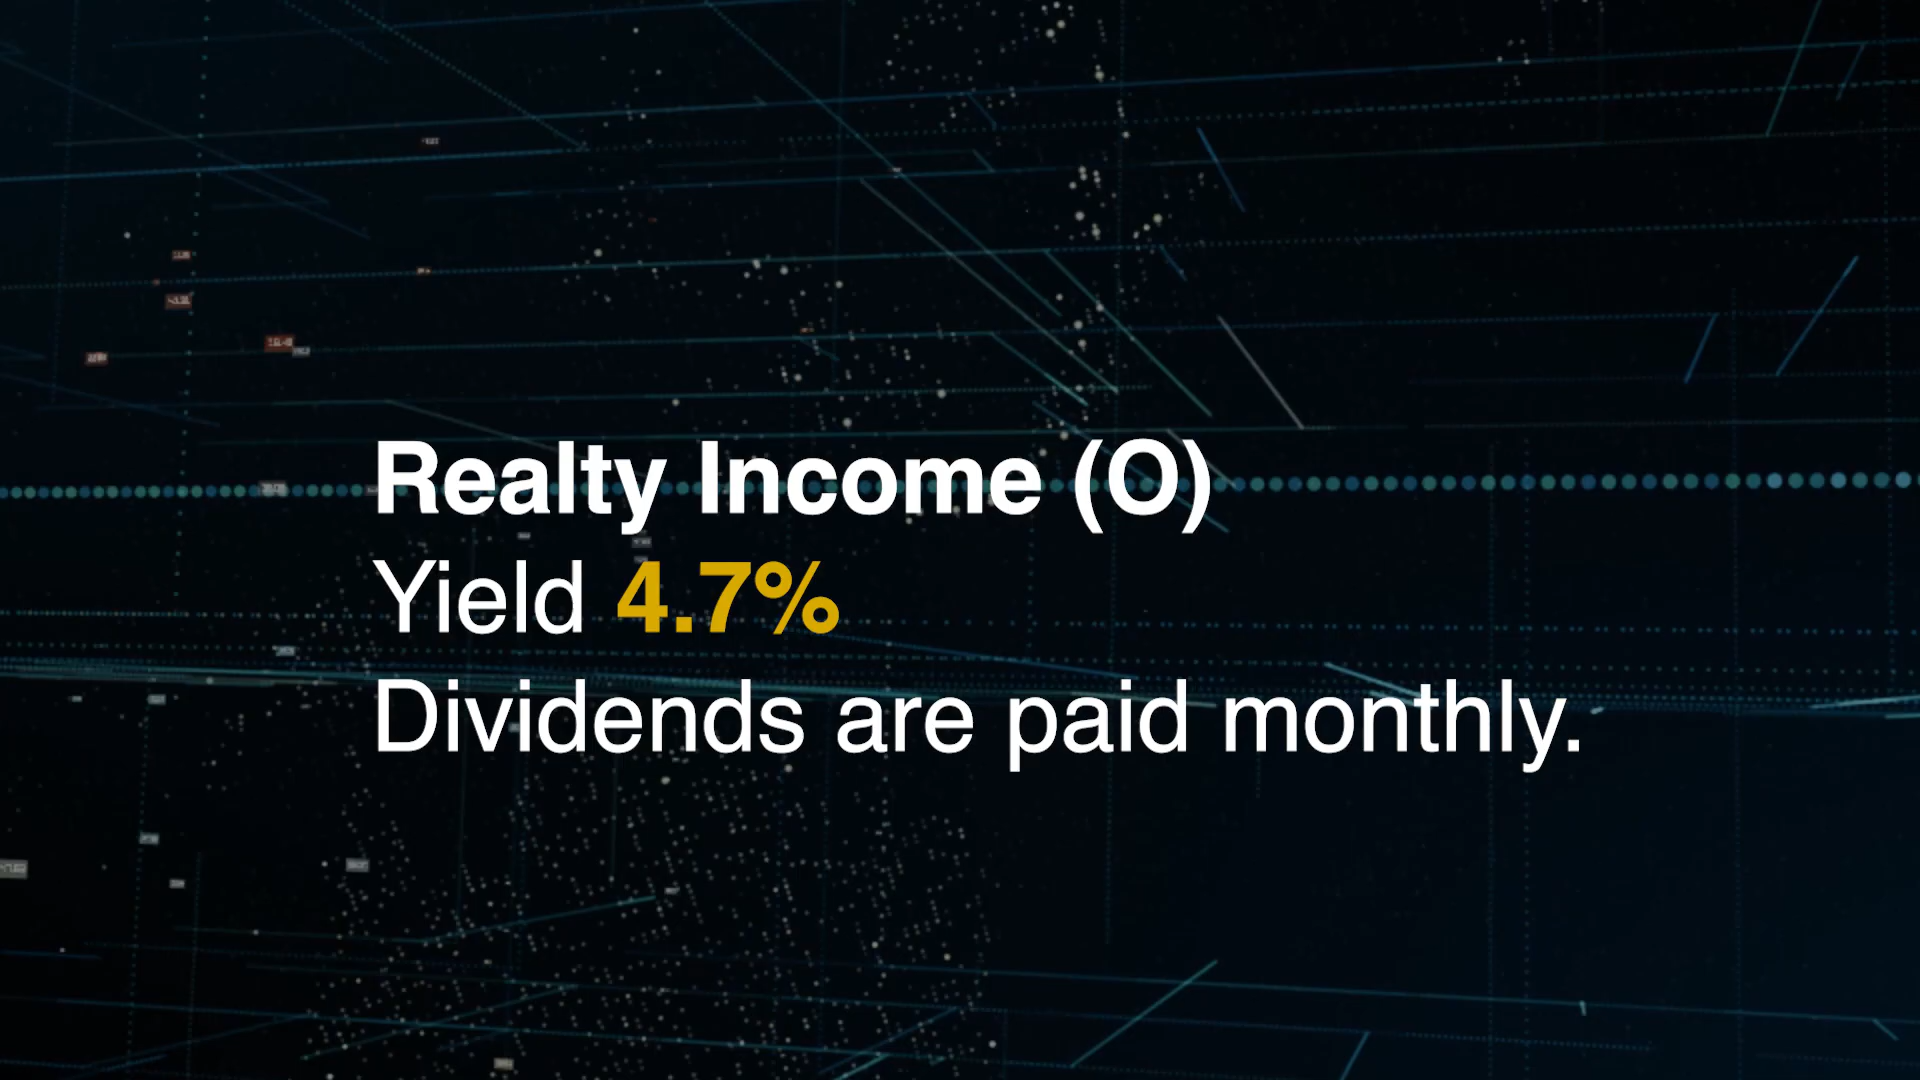 Realty Income (O)
Yield 4.7%
Dividends are paid monthly.